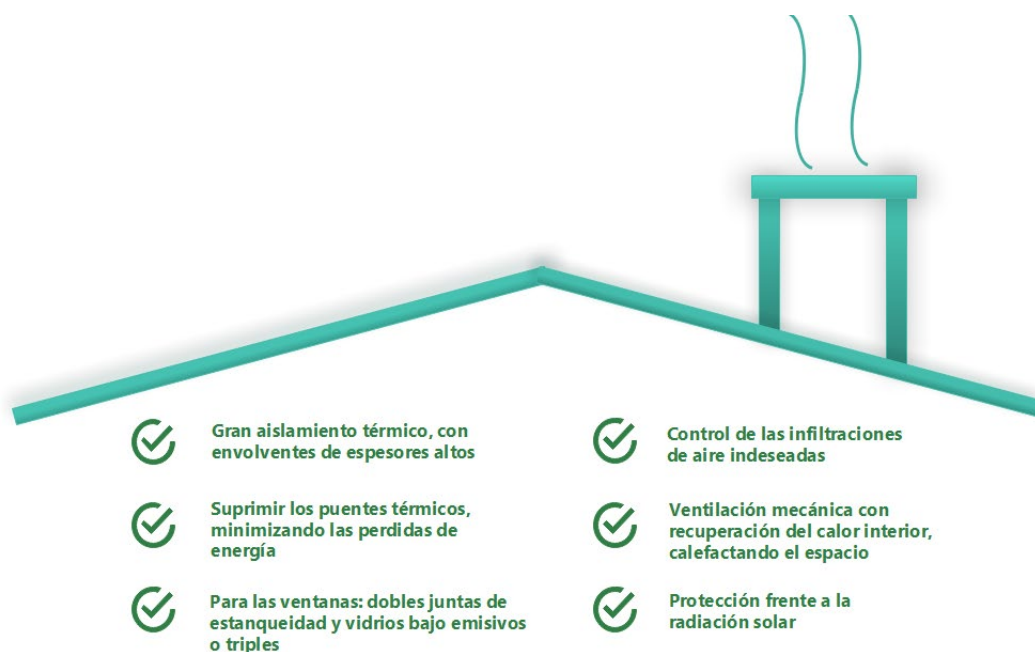 Gran aislamiento térmico, con
envolventes de espesores altos
Suprimir los puentes térmicos,
minimizando las perdidas de
energía
Para las ventanas: dobles juntas de
estanqueidad y vidrios bajo emisivos
o triples
Control de las infiltraciones
de aire indeseadas
Ventilación mecánica con
recuperación del calor interior,
calefactando el espacio
Protección frente a la
radiación solar